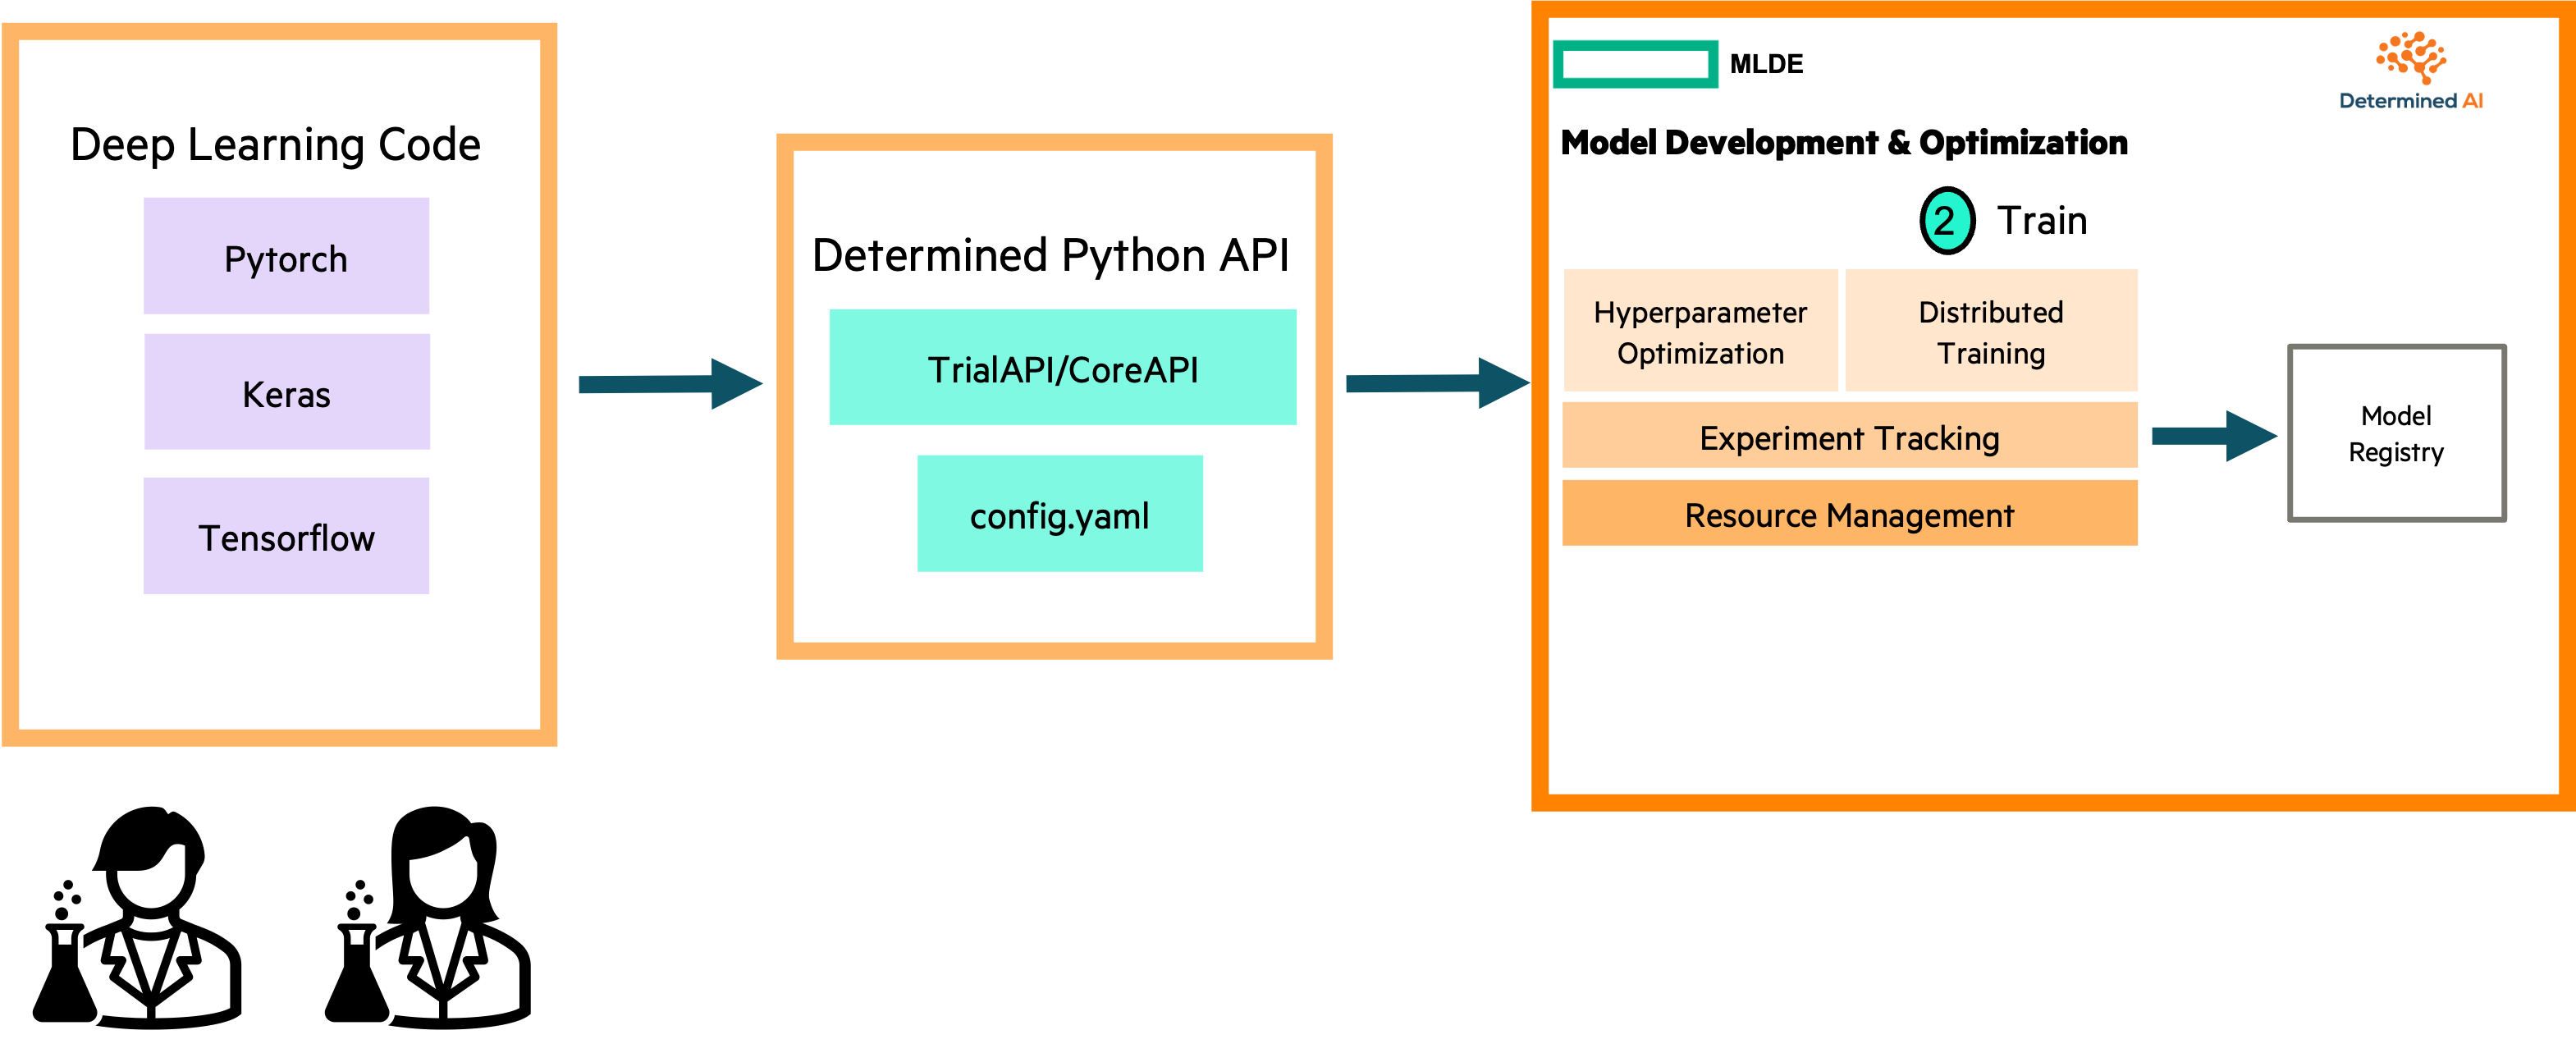 Deep Learning Code
Pytorch
Keras
Tensorflow
Determined Python API
TrialAPI/CoreAPI
config.yaml
MLDE
Determined AI
Model Development & Optimization
2 Train
Hyperparameter
Optimization
Distributed
Training
Experiment Tracking
Resource Management
Model
Registry